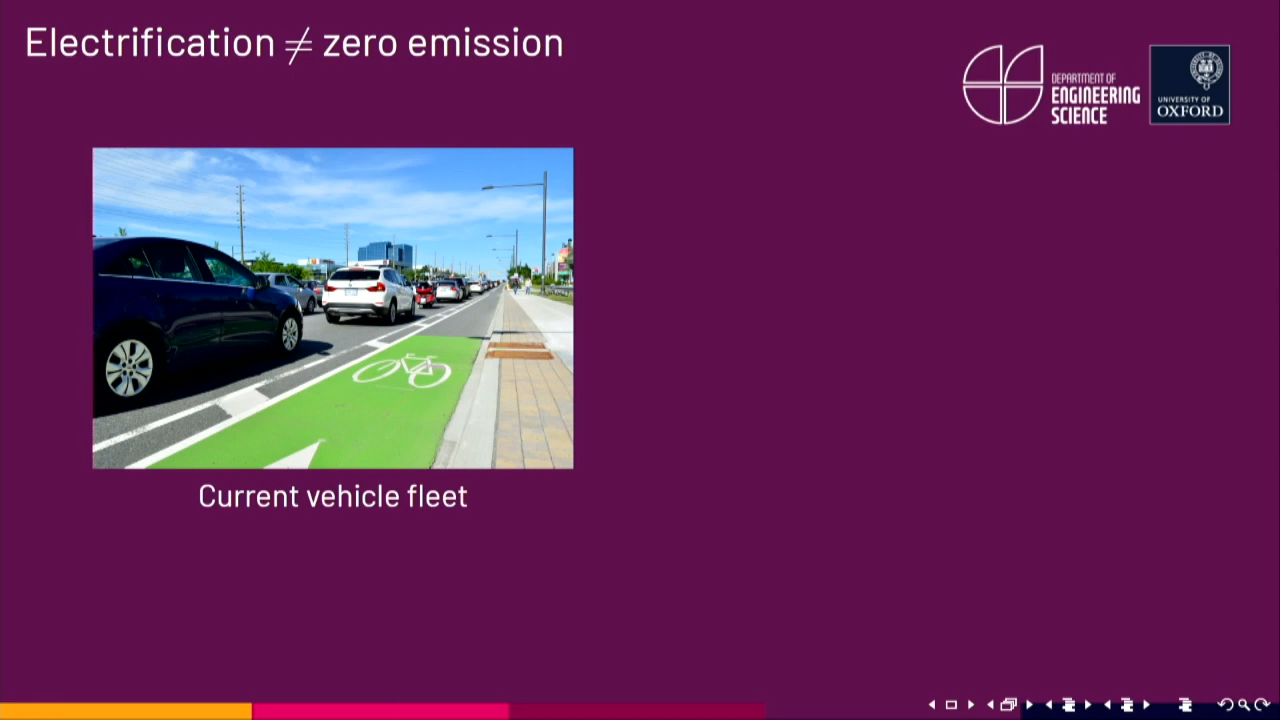 Electrification ≠ zero emission
DEPARTMENT OF
ENGINEERING
SCIENCE
UNIVERSITY OF
OXFORD
Current vehicle fleet